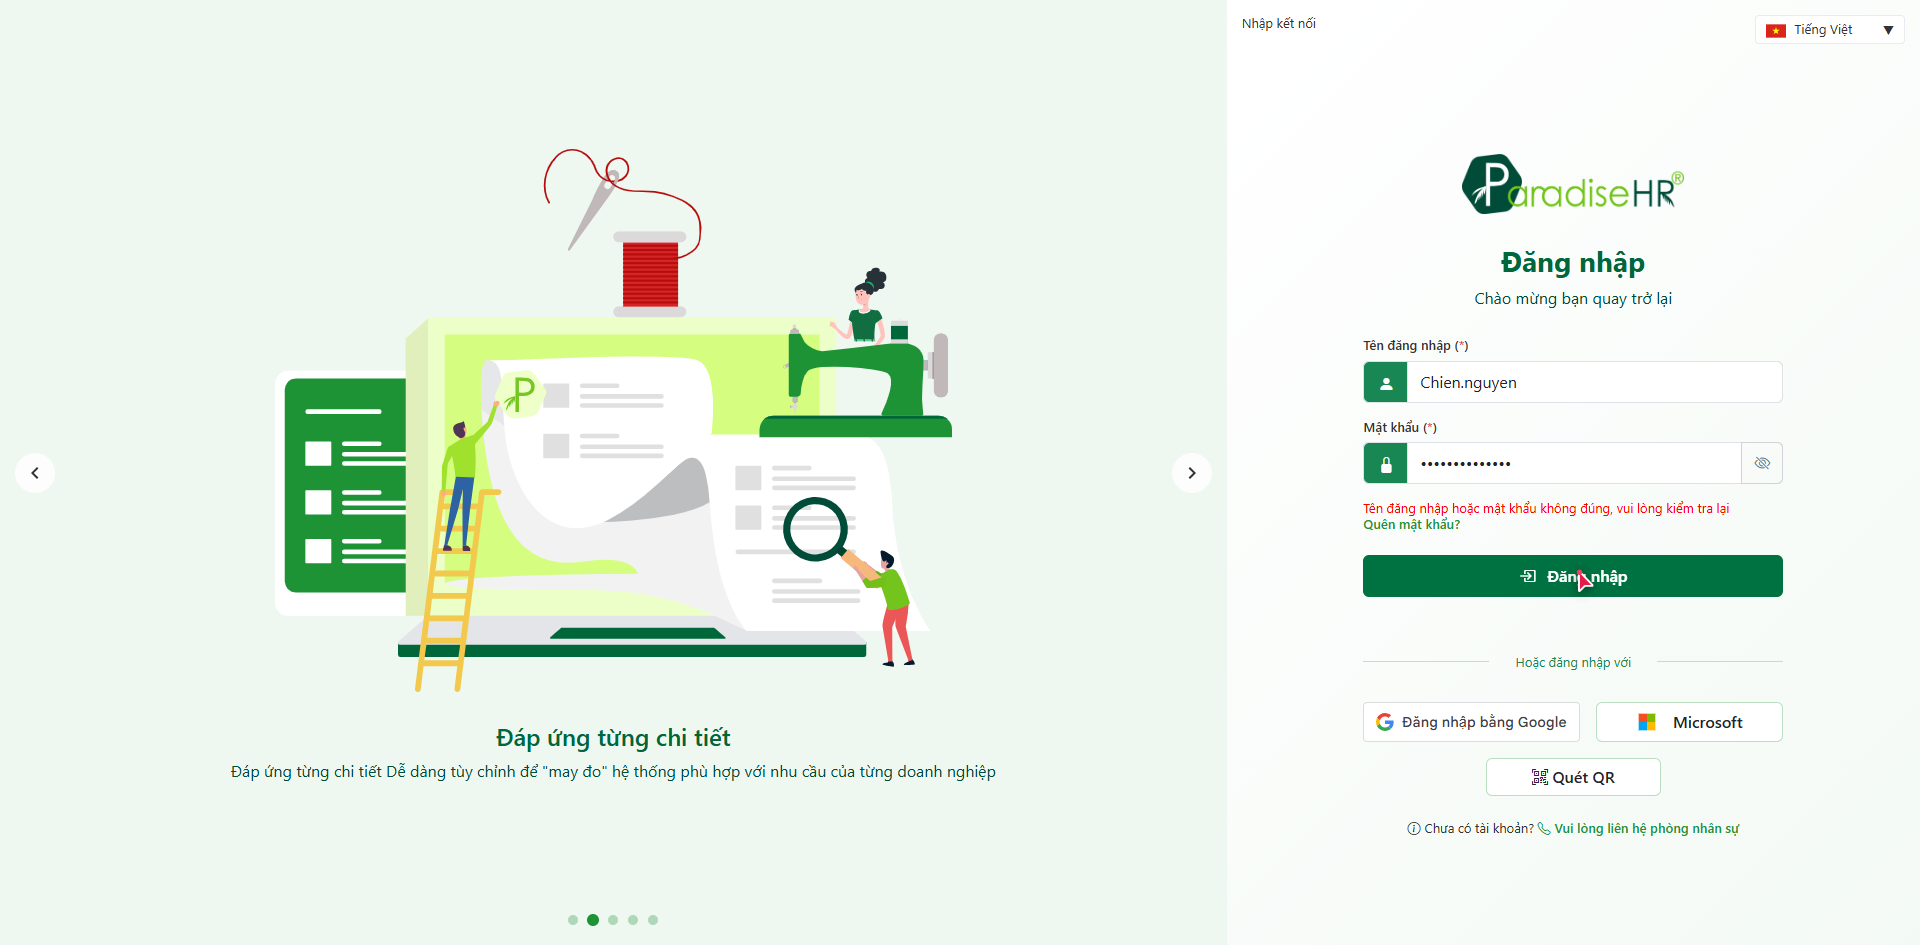 Nhập kết nối
Tiếng Việt
ParadiseHR®
Đăng nhập
Chào mừng bạn quay trở lại
Tên đăng nhập (*)
Chien.nguyen
Mật khẩu (*)
••••••••••••••
Tên đăng nhập hoặc mật khẩu không đúng, vui lòng kiểm tra lại
Quên mật khẩu?
Đăng nhập
Hoặc đăng nhập với
Đăng nhập bằng Google
Microsoft
Quét QR
Chưa có tài khoản? Vui lòng liên hệ phòng nhân sự
P
Đáp ứng từng chi tiết
Đáp ứng từng chi tiết Dễ dàng tùy chỉnh để "may đo" hệ thống phù hợp với nhu cầu của từng doanh nghiệp